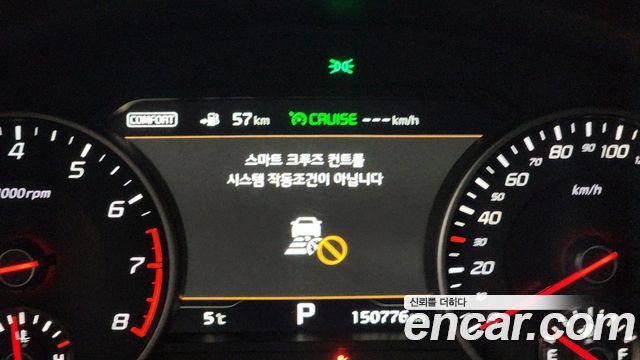 COMFORT 57 km CRUISE ---km/h
스마트 크루즈 컨트롤
시스템 작동조건이 아닙니다
4 5 6 7 8
1000rpm
20 30 40 50 60 70 80 90 100
km/h
5℃ P 150776
H E F
신뢰를 더하다
encar.com